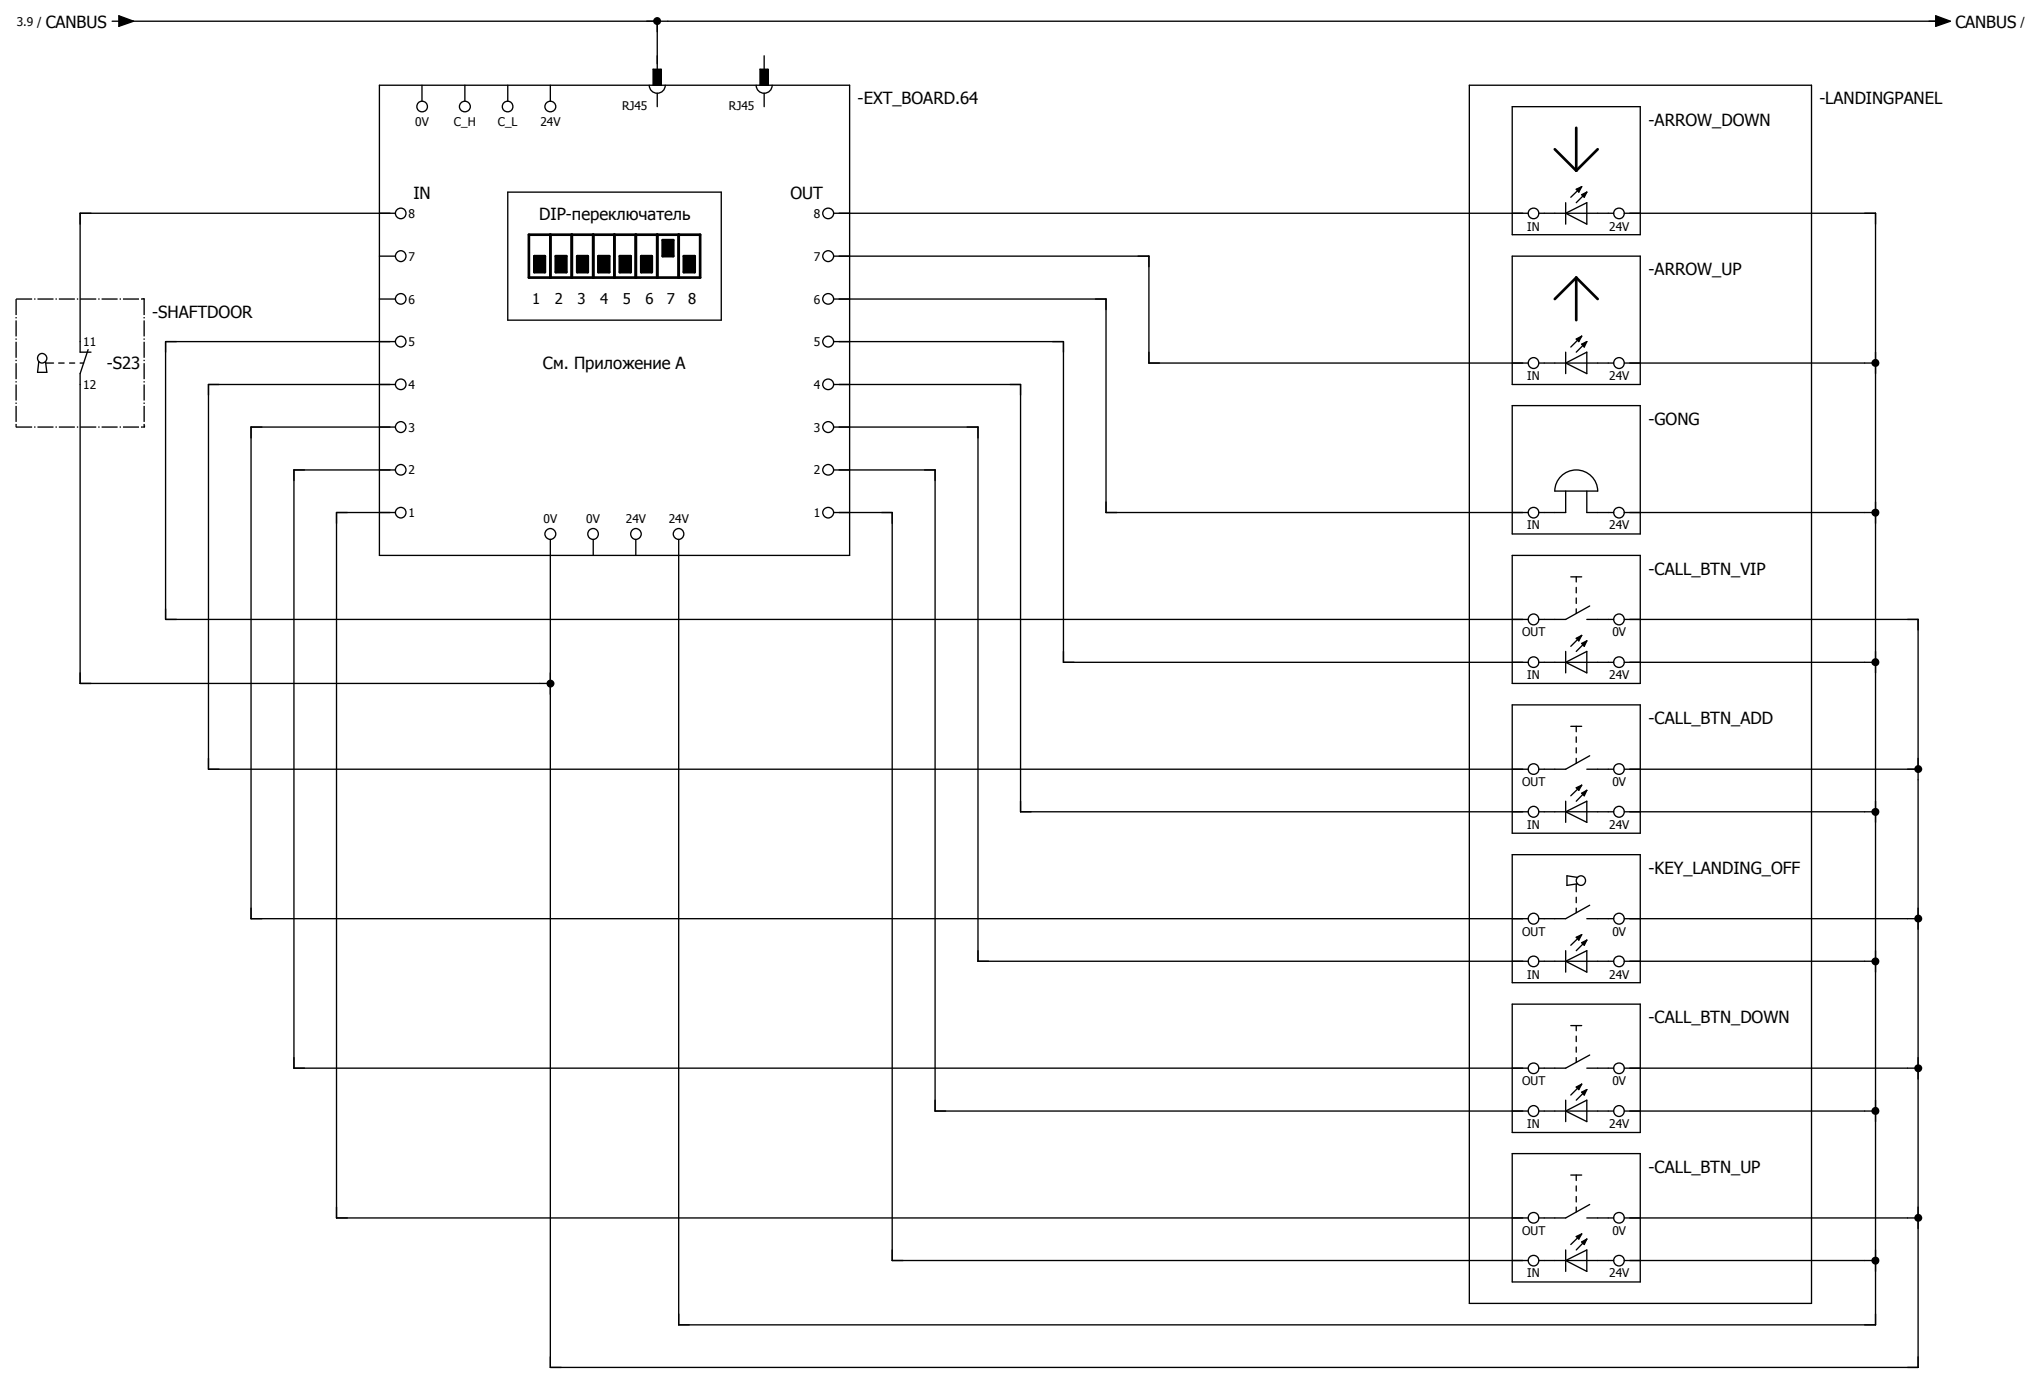 3.9 / CANBUS
CANBUS /
-EXT_BOARD.64
0V C_H C_L 24V RJ45 RJ45
IN
OUT
DIP-переключатель
1 2 3 4 5 6 7 8
См. Приложение А
8
7
6
5
4
3
2
1
8
7
6
5
4
3
2
1
0V 0V 24V 24V
-SHAFTDOOR
11
-S23
12
-LANDINGPANEL
-ARROW_DOWN
IN 24V
-ARROW_UP
IN 24V
-GONG
IN 24V
-CALL_BTN_VIP
OUT 0V
IN 24V
-CALL_BTN_ADD
OUT 0V
IN 24V
-KEY_LANDING_OFF
OUT 0V
IN 24V
-CALL_BTN_DOWN
OUT 0V
IN 24V
-CALL_BTN_UP
OUT 0V
IN 24V